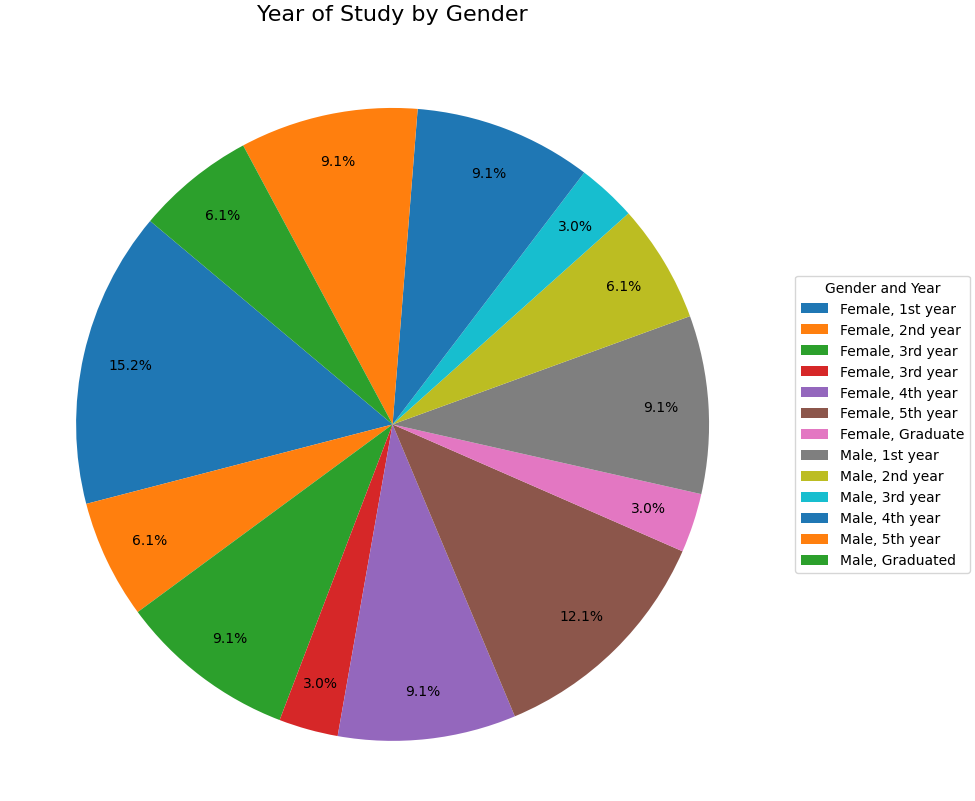 Year of Study by Gender
9.1%
9.1%
3.0%
6.1%
6.1%
15.2%
9.1%
6.1%
3.0%
9.1%
12.1%
3.0%
9.1%
Gender and Year
Female, 1st year
Female, 2nd year
Female, 3rd year
Female, 3rd year
Female, 4th year
Female, 5th year
Female, Graduate
Male, 1st year
Male, 2nd year
Male, 3rd year
Male, 4th year
Male, 5th year
Male, Graduated